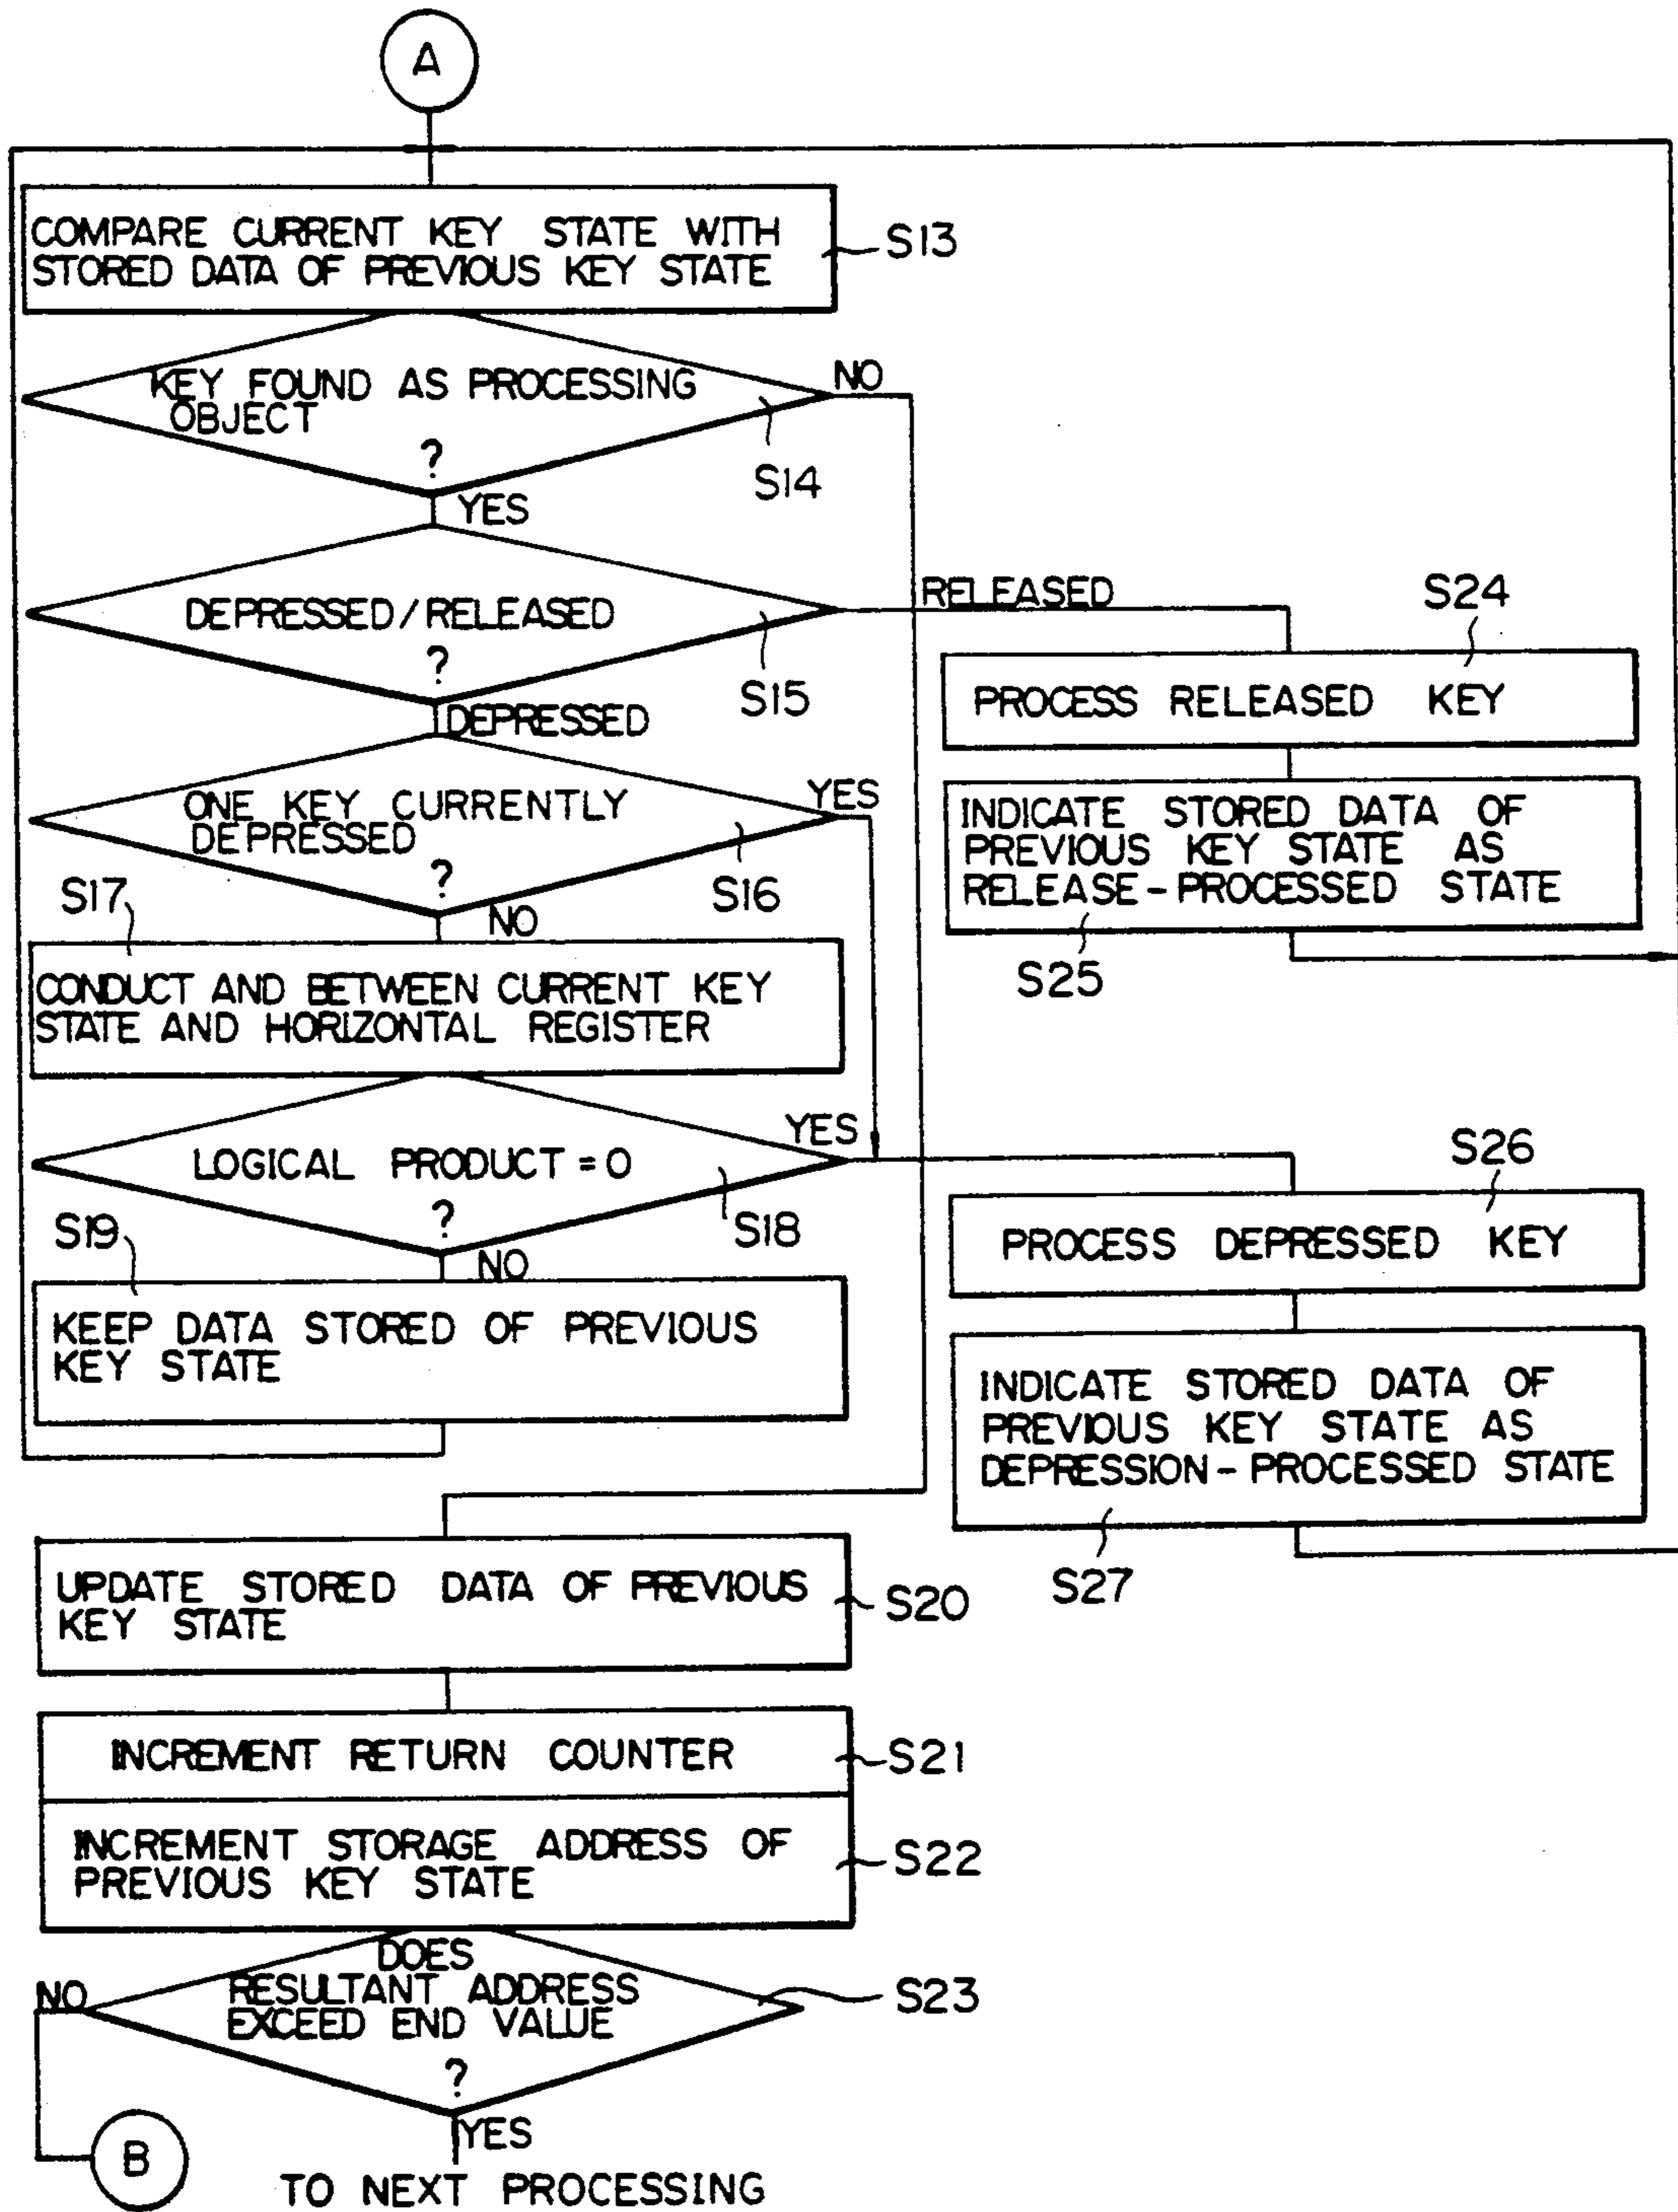 A
COMPARE CURRENT KEY STATE WITH
STORED DATA OF PREVIOUS KEY STATE
S13
KEY FOUND AS PROCESSING
OBJECT
?
NO
S14
YES
DEPRESSED/RELEASED
?
RELEASED
S15
DEPRESSED
S24
PROCESS RELEASED KEY
ONE KEY CURRENTLY
DEPRESSED
?
YES
S16
NO
INDICATE STORED DATA OF
PREVIOUS KEY STATE AS
RELEASE-PROCESSED STATE
S25
S17
CONDUCT AND BETWEEN CURRENT KEY
STATE AND HORIZONTAL REGISTER
LOGICAL PRODUCT = 0
?
YES
S18
NO
S26
PROCESS DEPRESSED KEY
S19
KEEP DATA STORED OF PREVIOUS
KEY STATE
INDICATE STORED DATA OF
PREVIOUS KEY STATE AS
DEPRESSION-PROCESSED STATE
S27
UPDATE STORED DATA OF PREVIOUS
KEY STATE
S20
INCREMENT RETURN COUNTER
S21
INCREMENT STORAGE ADDRESS OF
PREVIOUS KEY STATE
S22
DOES
RESULTANT ADDRESS
EXCEED END VALUE
?
S23
NO
B
YES
TO NEXT PROCESSING